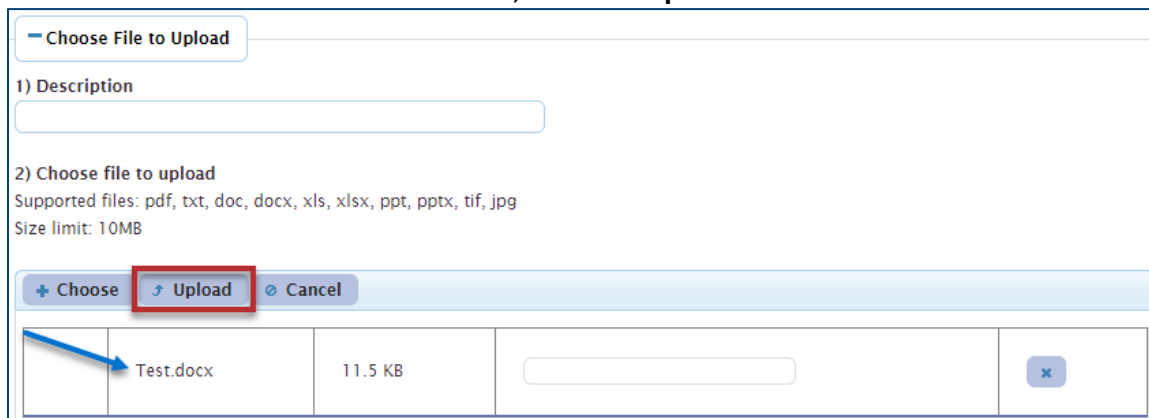 Choose File to Upload
1) Description
2) Choose file to upload
Supported files: pdf, txt, doc, docx, xls, xlsx, ppt, pptx, tif, jpg
Size limit: 10MB
Choose Upload Cancel
Test.docx 11.5 KB